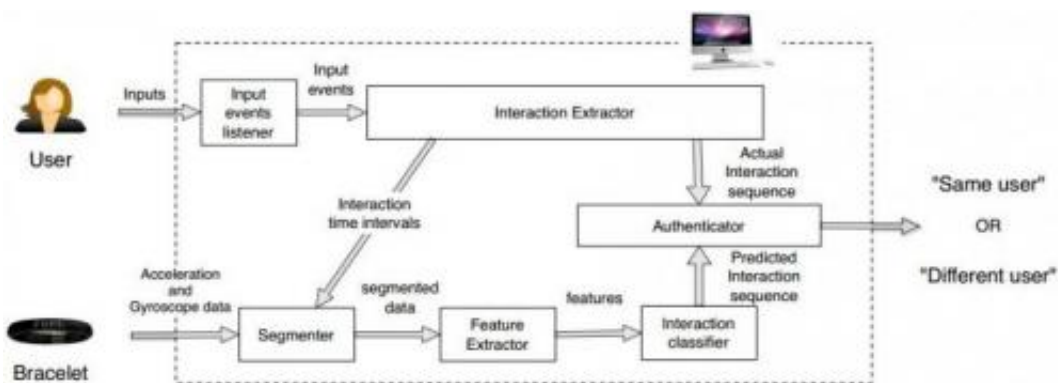 Inputs
Input
events
listener
Input
events
Interaction Extractor
User
Interaction
time intervals
Actual
Interaction
sequence
"Same user"
OR
"Different user"
Authenticator
Predicted
Interaction
sequence
Acceleration
and
Gyroscope data
Segmenter
segmented
data
Feature
Extractor
features
Interaction
classifier
Bracelet